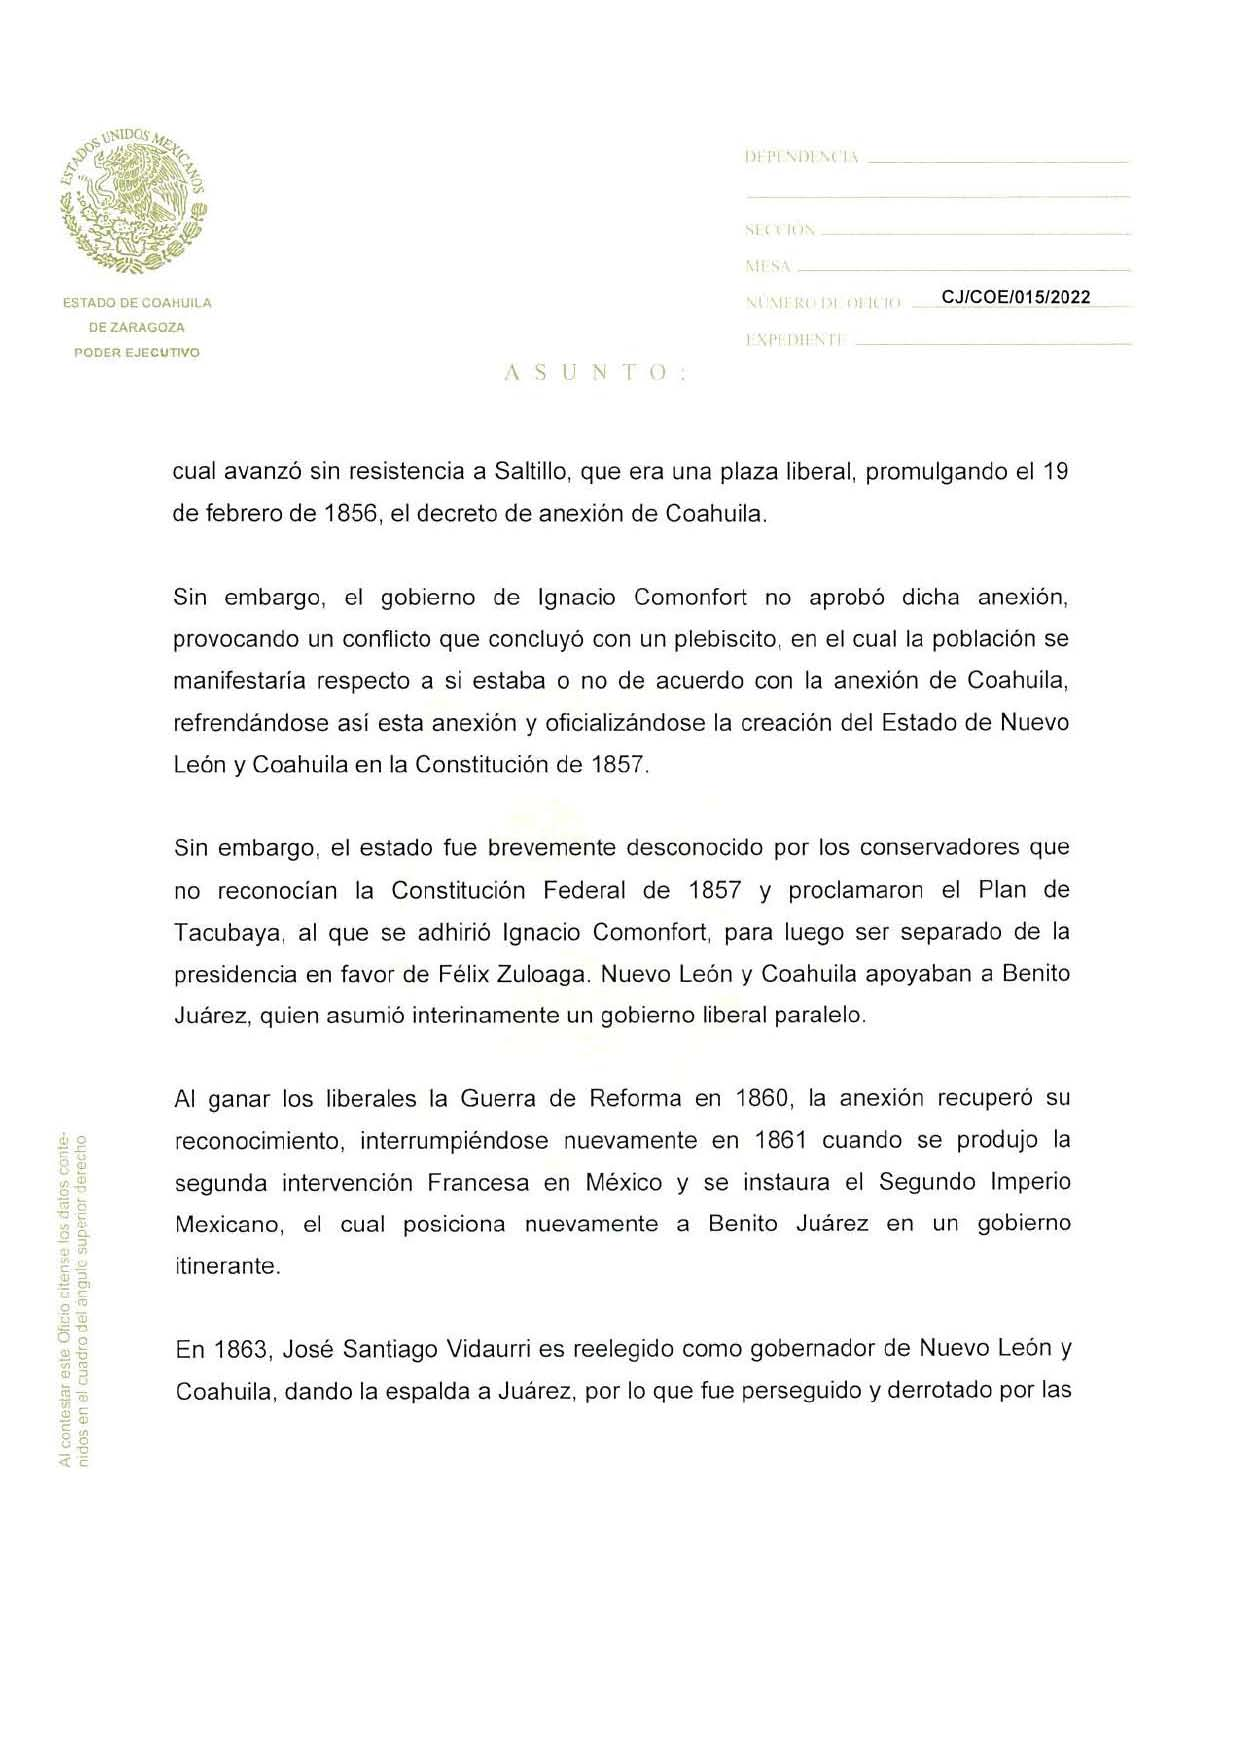 ESTADOS UNIDOS MEXICANOS
ESTADO DE COAHUILA
DE ZARAGOZA
PODER EJECUTIVO
DEPENDENCIA
SECCIÓN
MESA
NÚMERO DE OFICIO CJ/COE/015/2022
EXPEDIENTE
ASUNTO:
cual avanzó sin resistencia a Saltillo, que era una plaza liberal, promulgando el 19
de febrero de 1856, el decreto de anexión de Coahuila.
Sin embargo, el gobierno de Ignacio Comonfort no aprobó dicha anexión,
provocando un conflicto que concluyó con un plebiscito, en el cual la población se
manifestaría respecto a si estaba o no de acuerdo con la anexión de Coahuila,
refrendándose así esta anexión y oficializándose la creación del Estado de Nuevo
León y Coahuila en la Constitución de 1857.
Sin embargo, el estado fue brevemente desconocido por los conservadores que
no reconocían la Constitución Federal de 1857 y proclamaron el Plan de
Tacubaya, al que se adhirió Ignacio Comonfort, para luego ser separado de la
presidencia en favor de Félix Zuloaga. Nuevo León y Coahuila apoyaban a Benito
Juárez, quien asumió interinamente un gobierno liberal paralelo.
Al ganar los liberales la Guerra de Reforma en 1860, la anexión recuperó su
reconocimiento, interrumpiéndose nuevamente en 1861 cuando se produjo la
segunda intervención Francesa en México y se instaura el Segundo Imperio
Mexicano, el cual posiciona nuevamente a Benito Juárez en un gobierno
itinerante.
En 1863, José Santiago Vidaurri es reelegido como gobernador de Nuevo León y
Coahuila, dando la espalda a Juárez, por lo que fue perseguido y derrotado por las
Al contestar este Oficio cítense los datos conte-
nidos en el cuadro del ángulo superior derecho